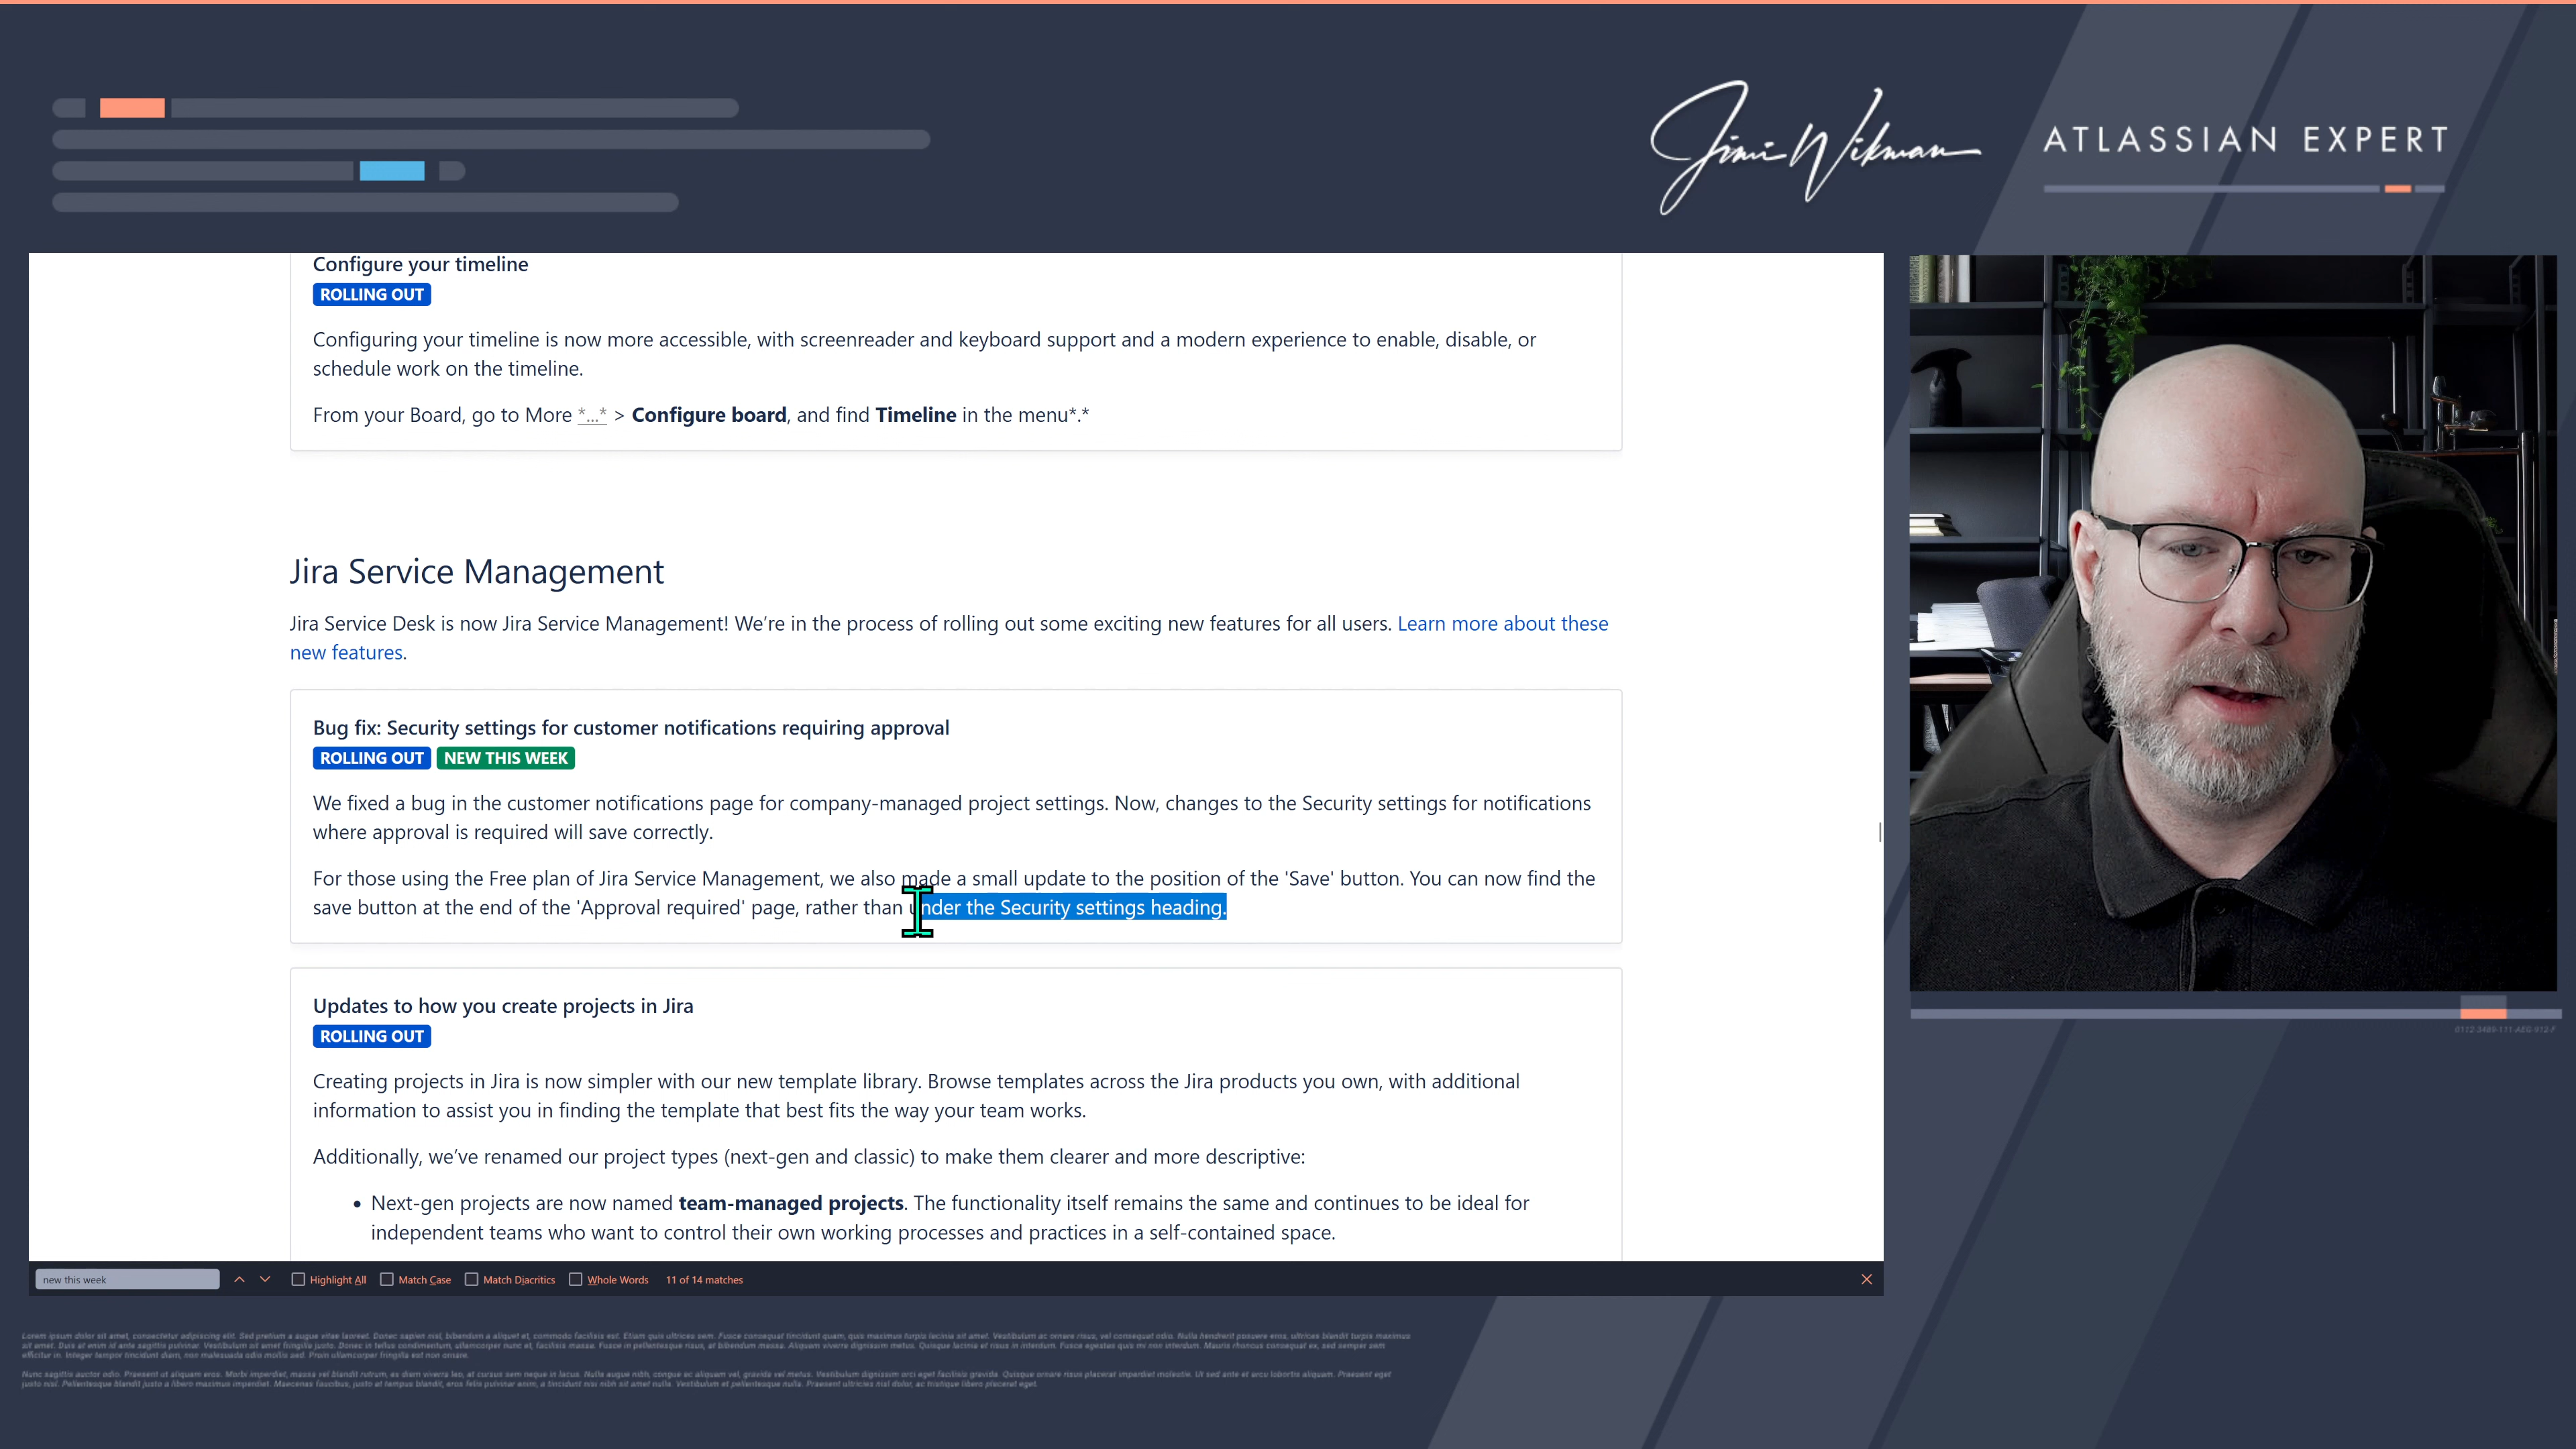 Jimi Wikman
ATLASSIAN EXPERT
Configure your timeline
ROLLING OUT
Configuring your timeline is now more accessible, with screenreader and keyboard support and a modern experience to enable, disable, or
schedule work on the timeline.
From your Board, go to More *...* > Configure board, and find Timeline in the menu*.*
Jira Service Management
Jira Service Desk is now Jira Service Management! We’re in the process of rolling out some exciting new features for all users. Learn more about these
new features.
Bug fix: Security settings for customer notifications requiring approval
ROLLING OUT NEW THIS WEEK
We fixed a bug in the customer notifications page for company-managed project settings. Now, changes to the Security settings for notifications
where approval is required will save correctly.
For those using the Free plan of Jira Service Management, we also made a small update to the position of the 'Save' button. You can now find the
save button at the end of the 'Approval required' page, rather than under the Security settings heading.
Updates to how you create projects in Jira
ROLLING OUT
Creating projects in Jira is now simpler with our new template library. Browse templates across the Jira products you own, with additional
information to assist you in finding the template that best fits the way your team works.
Additionally, we’ve renamed our project types (next-gen and classic) to make them clearer and more descriptive:
• Next-gen projects are now named team-managed projects. The functionality itself remains the same and continues to be ideal for
independent teams who want to control their own working processes and practices in a self-contained space.
new this week Highlight All Match Case Match Diacritics Whole Words 11 of 14 matches